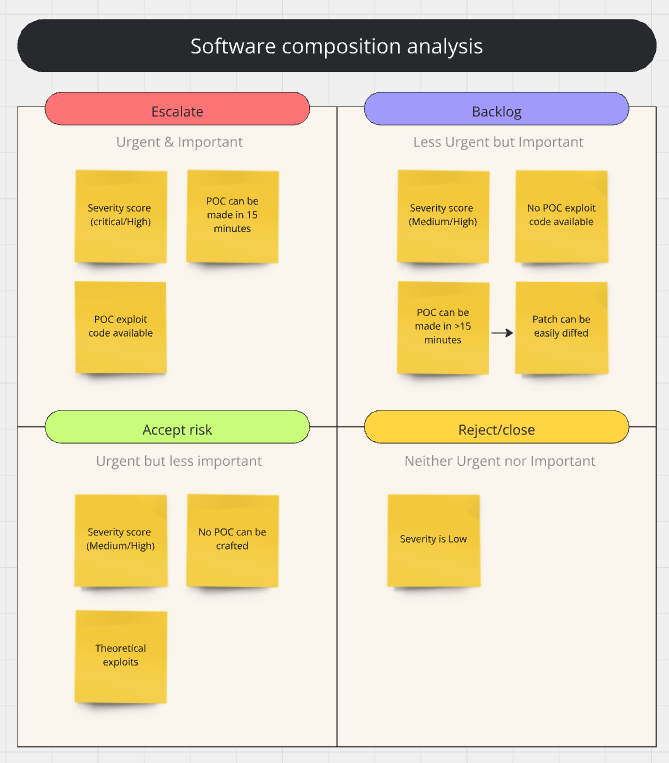 Software composition analysis
Escalate
Urgent & Important
Severity score
(critical/High)
POC can be
made in 15
minutes
POC exploit
code available
Backlog
Less Urgent but Important
Severity score
(Medium/High)
No POC exploit
code available
POC can be
made in >15
minutes
Patch can be
easily diffed
Accept risk
Urgent but less important
Severity score
(Medium/High)
No POC can be
crafted
Theoretical
exploits
Reject/close
Neither Urgent nor Important
Severity is Low